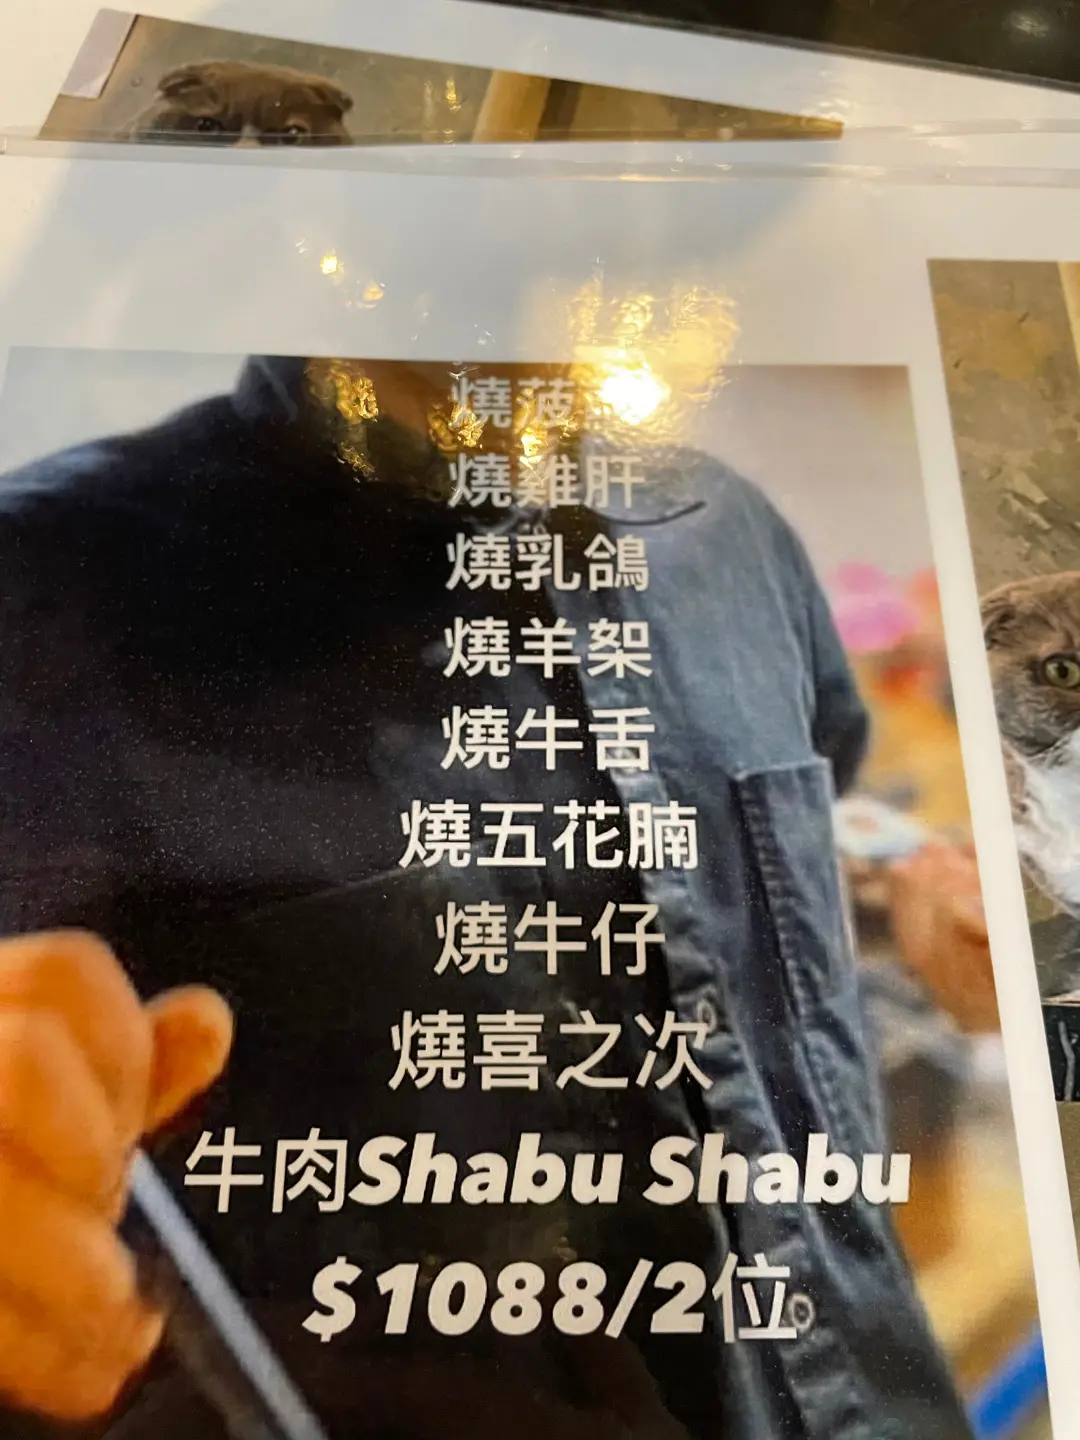 燒菠
燒雞肝
燒乳鴿
燒羊架
燒牛舌
燒五花腩
燒牛仔
燒喜之次
牛肉Shabu Shabu
$1088/2位